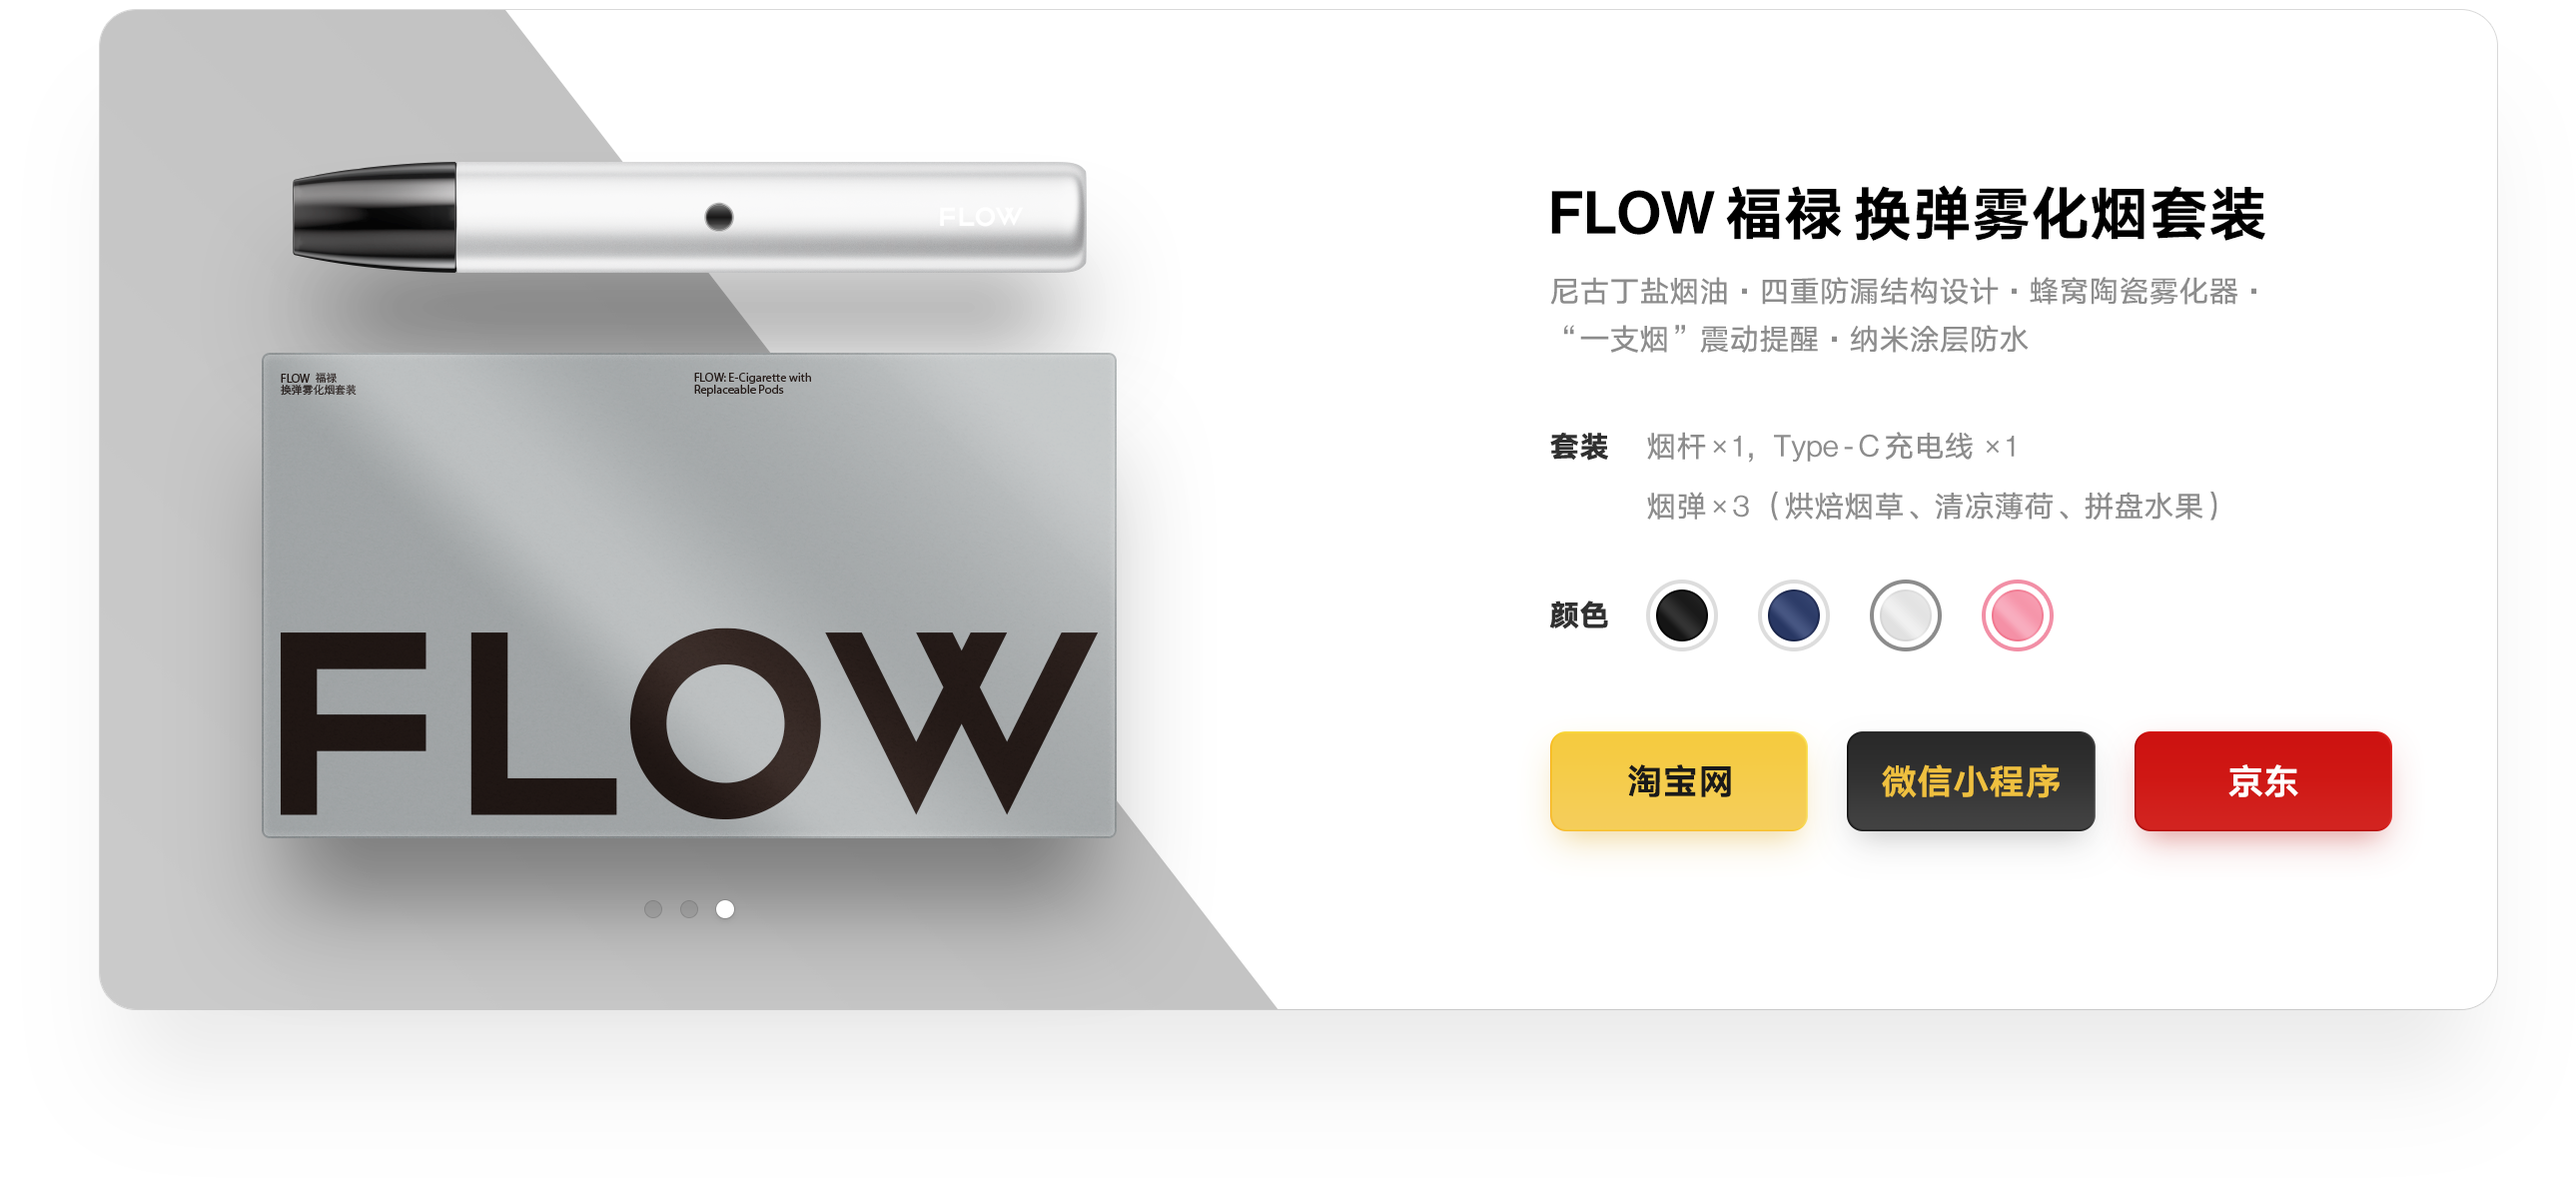 FLOW
FLOW 福禄
换弹雾化烟套装
FLOW: E-Cigarette with
Replaceable Pods
FLOW
FLOW 福禄 换弹雾化烟套装
尼古丁盐烟油・四重防漏结构设计・蜂窝陶瓷雾化器・
“一支烟”震动提醒・纳米涂层防水
套装 烟杆×1，Type-C充电线 ×1
烟弹×3（烘焙烟草、清凉薄荷、拼盘水果）
颜色
淘宝网 微信小程序 京东